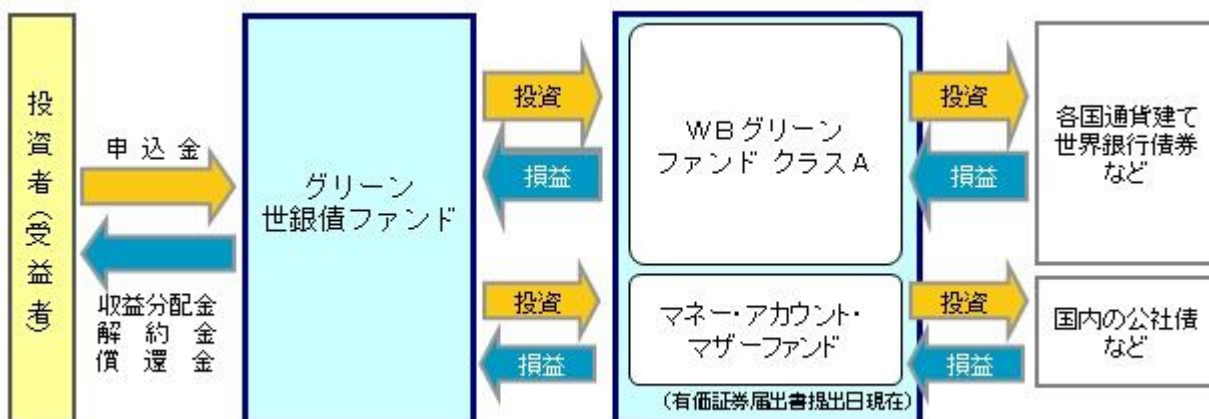 投資者(受益者)
申込金
収益分配金
解約金
償還金
グリーン
世銀債ファンド
投資
損益
投資
損益
WBグリーン
ファンド クラスA
マネー・アカウント・
マザーファンド
(有価証券届出書提出日現在)
投資
損益
投資
損益
各国通貨建て
世界銀行債券
など
国内の公社債
など